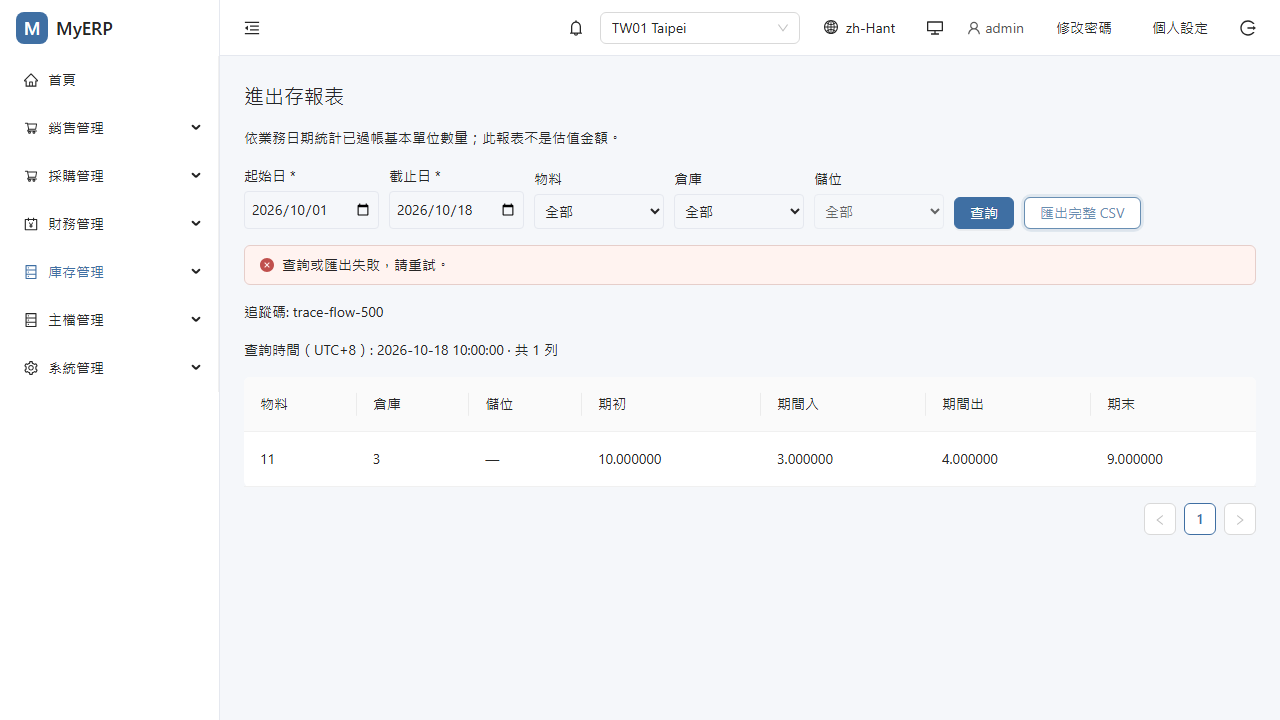 M MyERP
TW01 Taipei
zh-Hant
admin
修改密碼
個人設定
首頁
銷售管理
採購管理
財務管理
庫存管理
主檔管理
系統管理
進出存報表
依業務日期統計已過帳基本單位數量；此報表不是估值金額。
起始日 * 截止日 * 物料 倉庫 儲位
2026/10/01 2026/10/18 全部 全部 全部 查詢 匯出完整 CSV
查詢或匯出失敗，請重試。
追蹤碼: trace-flow-500
查詢時間（UTC+8）: 2026-10-18 10:00:00 · 共 1 列
物料 倉庫 儲位 期初 期間入 期間出 期末
11 3 — 10.000000 3.000000 4.000000 9.000000
< 1 >